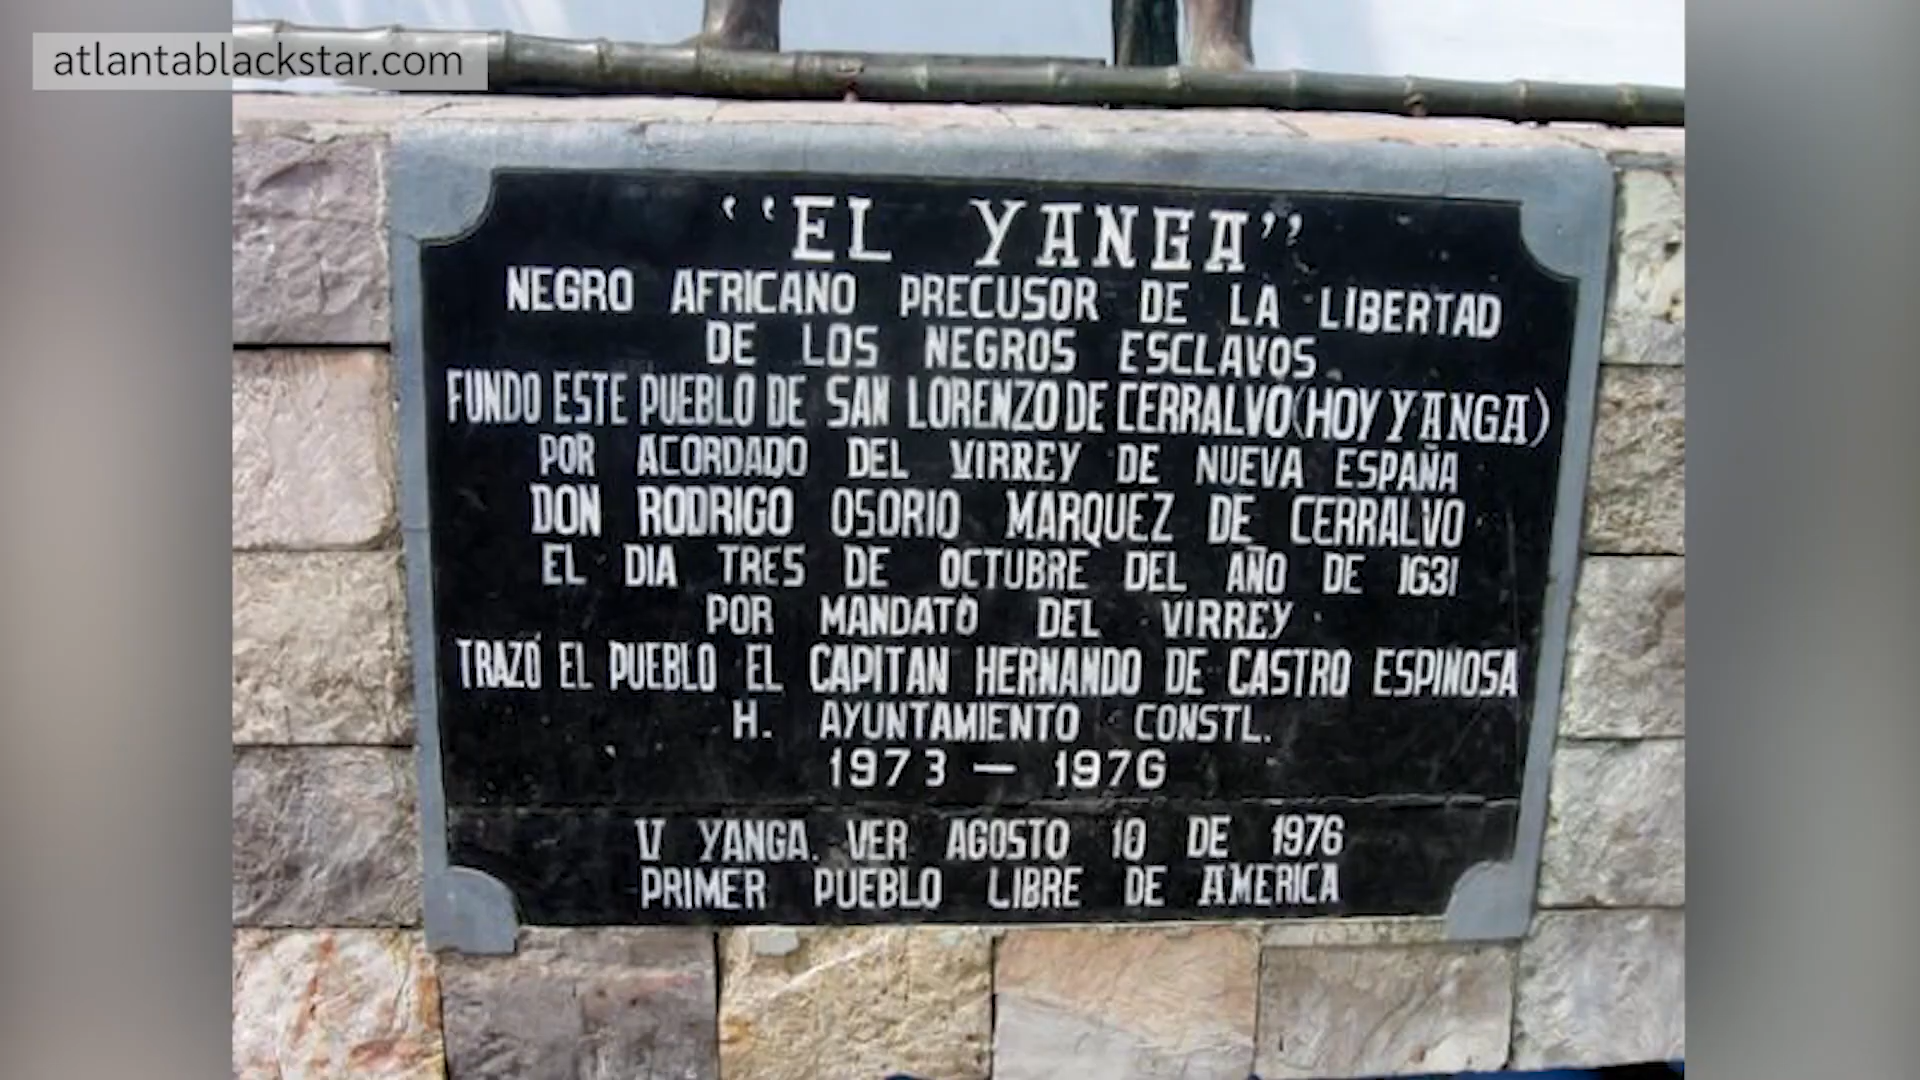 atlantablackstar.com
‘‘EL YANGA’’
NEGRO AFRICANO PRECUSOR DE LA LIBERTAD
DE LOS NEGROS ESCLAVOS
FUNDO ESTE PUEBLO DE SAN LORENZO DE CERRALVO (HOY YANGA)
POR ACORDADO DEL VIRREY DE NUEVA ESPAÑA
DON RODRIGO OSORIO MARQUEZ DE CERRALVO
EL DIA TRES DE OCTUBRE DEL AÑO DE 1631
POR MANDATO DEL VIRREY
TRAZÓ EL PUEBLO EL CAPITAN HERNANDO DE CASTRO ESPINOSA
H. AYUNTAMIENTO CONSTL.
1973 — 1976
V YANGA. VER AGOSTO 10 DE 1976
PRIMER PUEBLO LIBRE DE AMERICA